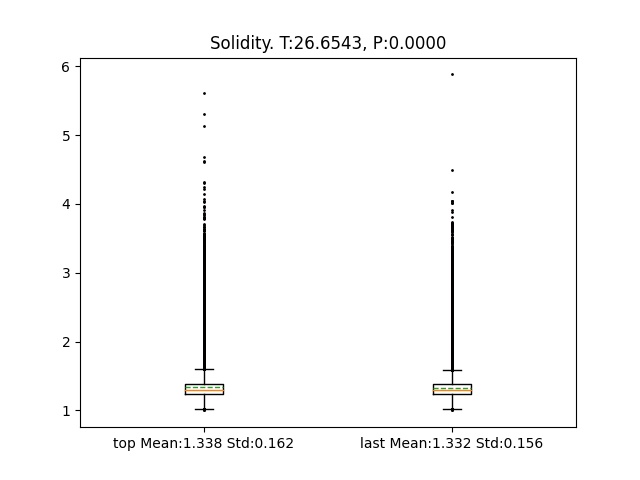 Solidity. T:26.6543, P:0.0000
6
5
4
3
2
1
top Mean:1.338 Std:0.162
last Mean:1.332 Std:0.156